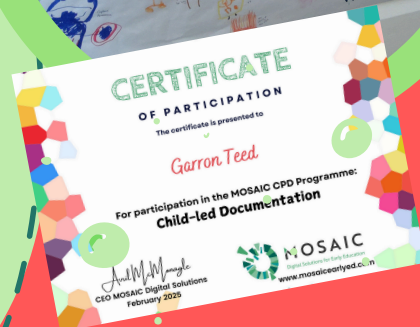 CERTIFICATE
OF PARTICIPATION
The certificate is presented to
Garron Teed
For participation in the MOSAIC CPD Programme:
Child-led Documentation
CEO MOSAIC Digital Solutions
February 2025
MOSAIC
Digital Solutions for Early Education
www.mosaicearlyed.com